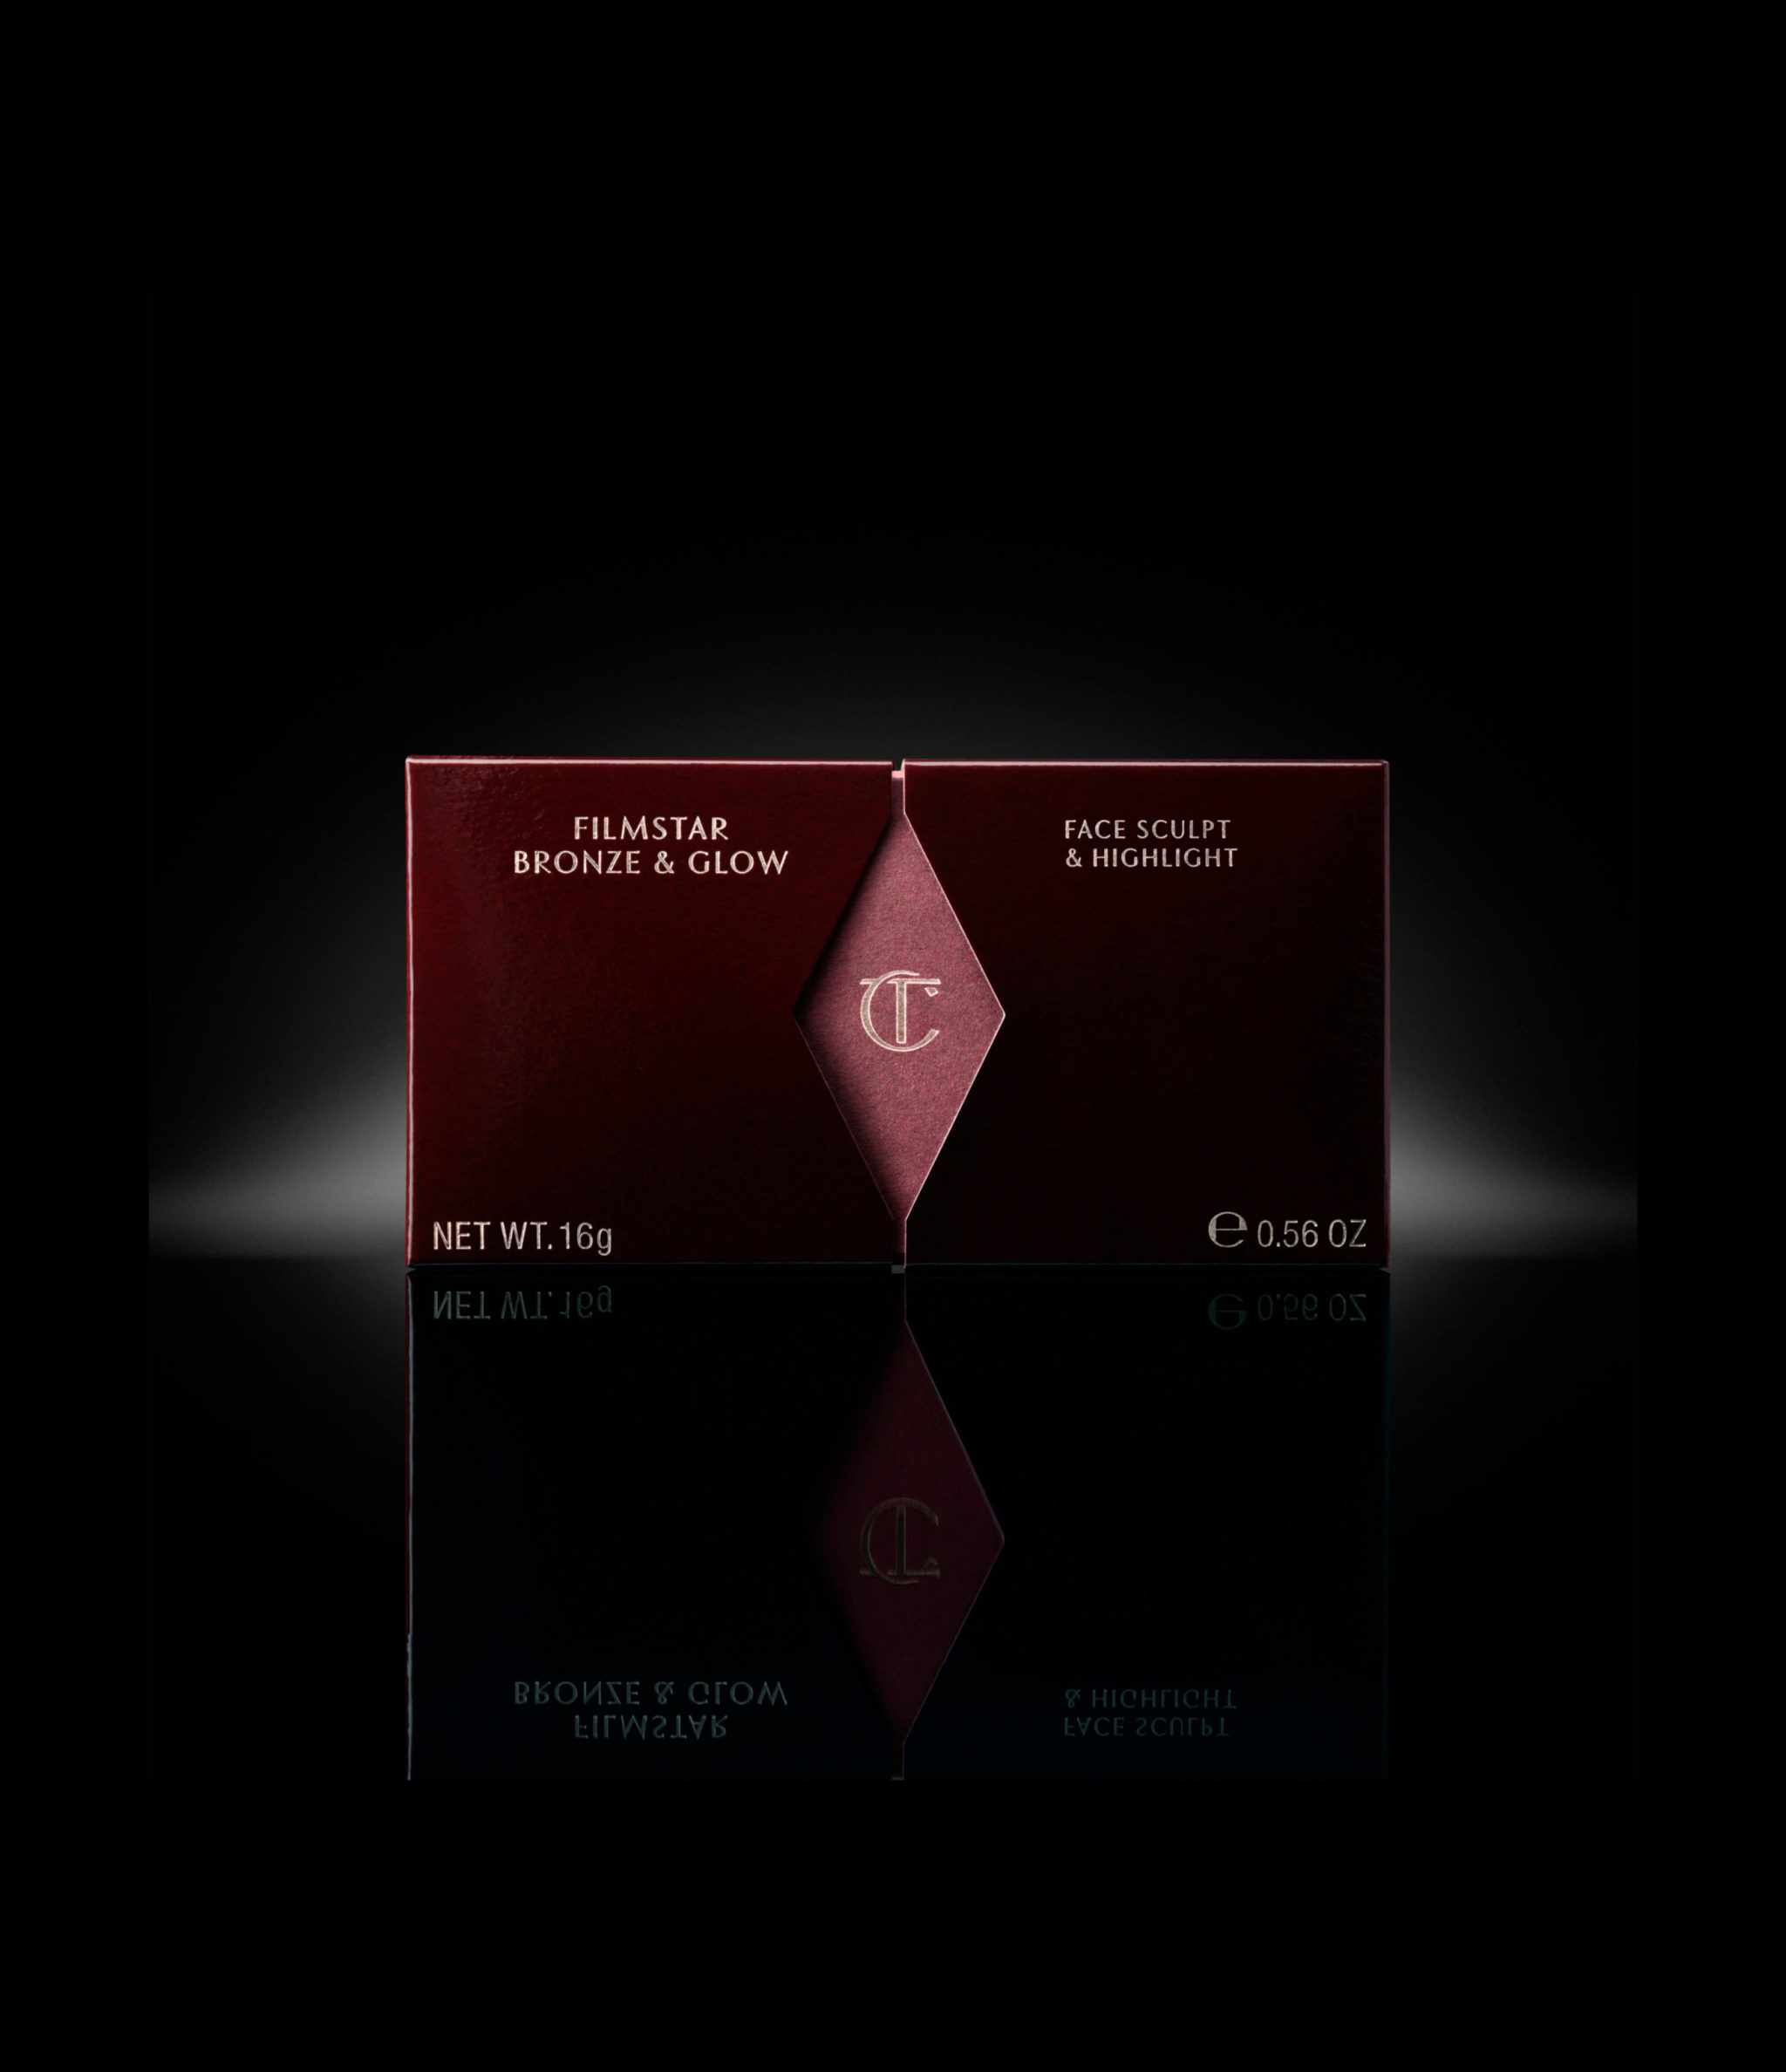 FILMSTAR
BRONZE & GLOW
FACE SCULPT
& HIGHLIGHT
CT
NET WT. 16g
℮ 0.56 OZ